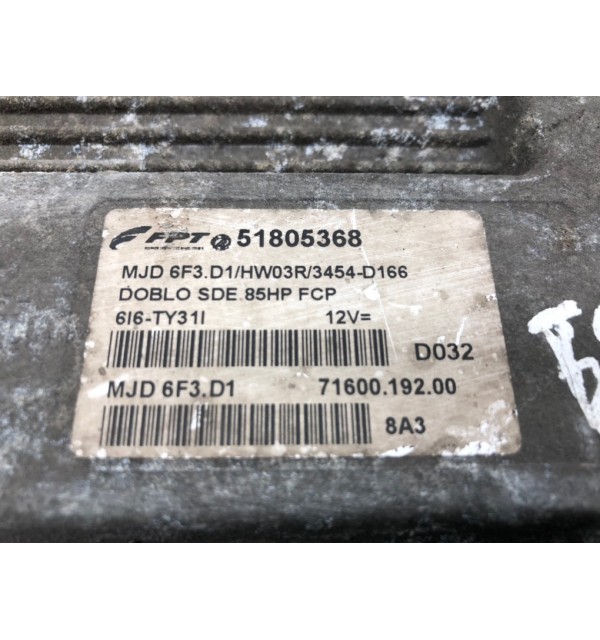 FPT 51805368
MJD 6F3.D1/HW03R/3454-D166
DOBLO SDE 85HP FCP
6I6-TY31I 12V=
D032
MJD 6F3.D1 71600.192.00
8A3